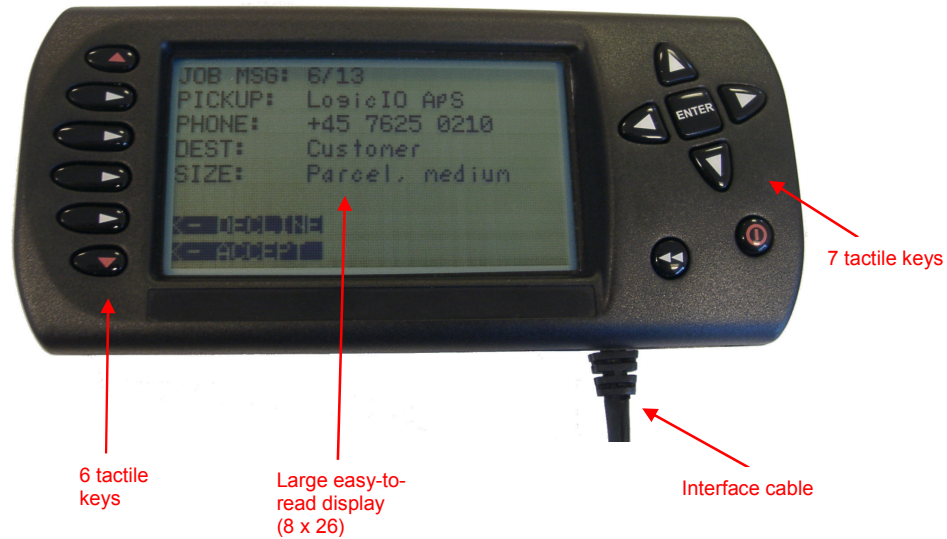 JOB MSG: 6/13
PICKUP: LogicIO ApS
PHONE: +45 7625 0210
DEST: Customer
SIZE: Parcel, medium
<- DECLINE
<- ACCEPT
ENTER
7 tactile keys
6 tactile
keys
Large easy-to-
read display
(8 x 26)
Interface cable